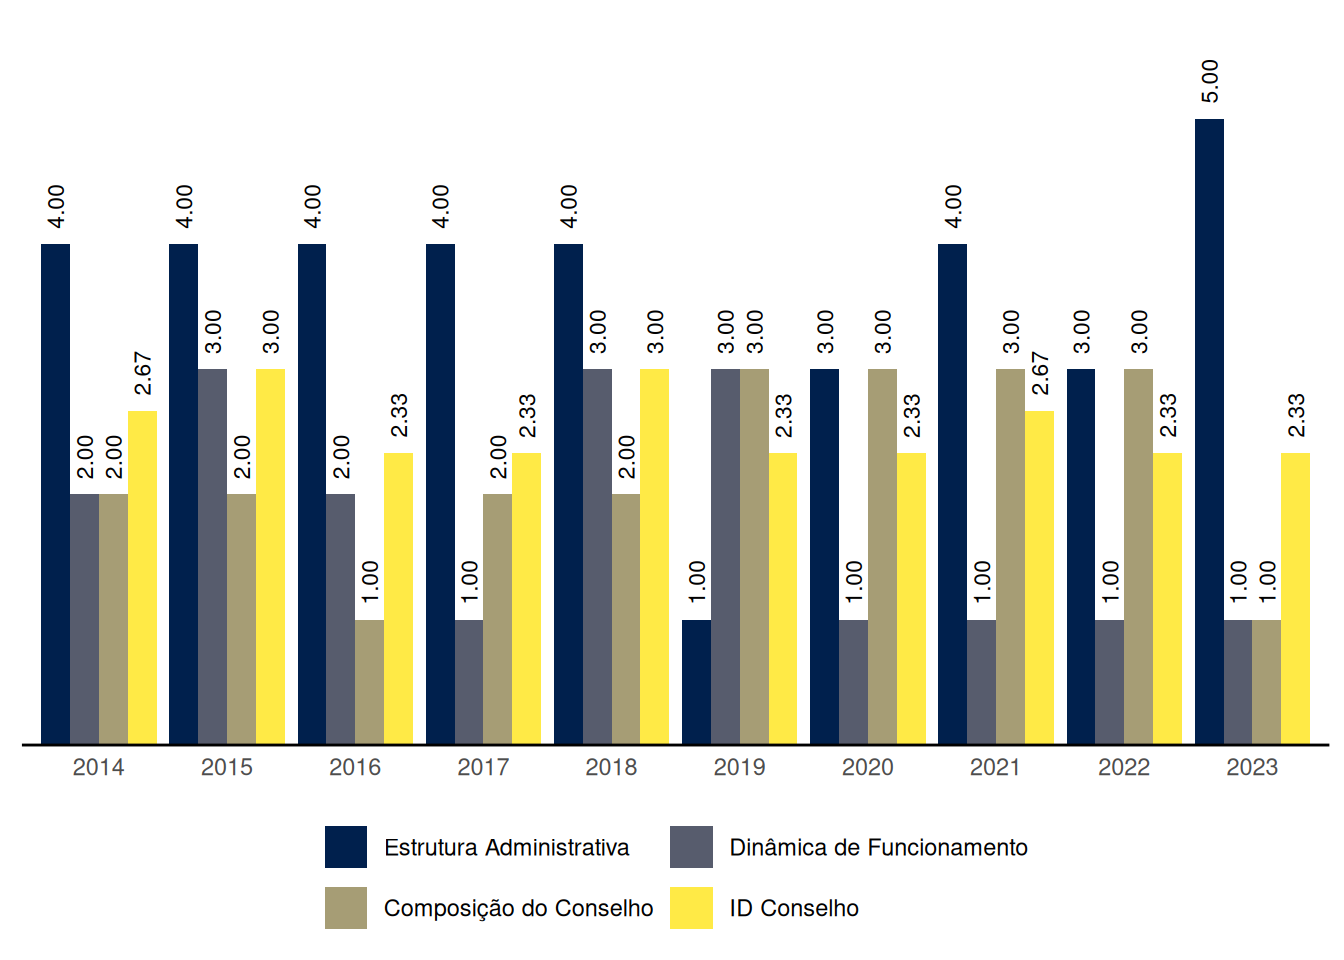 5.00
4.00 4.00 4.00 4.00 4.00 4.00
3.00 3.00 3.00 3.00 3.00 3.00 3.00 3.00 3.00 3.00 3.00
2.67 2.67
2.33 2.33 2.33 2.33 2.33 2.33
2.00 2.00 2.00 2.00 2.00 2.00
1.00 1.00 1.00 1.00 1.00 1.00 1.00 1.00
2014 2015 2016 2017 2018 2019 2020 2021 2022 2023
Estrutura Administrativa Dinâmica de Funcionamento
Composição do Conselho ID Conselho